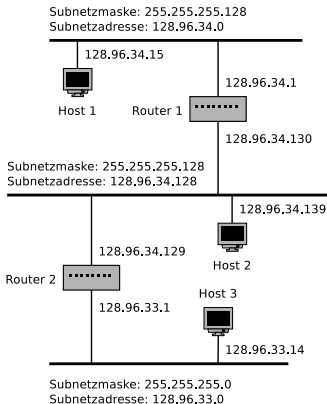 Subnetzmaske: 255.255.255.128
Subnetzadresse: 128.96.34.0
128.96.34.15
128.96.34.1
Host 1
Router 1
128.96.34.130
Subnetzmaske: 255.255.255.128
Subnetzadresse: 128.96.34.128
128.96.34.139
128.96.34.129
Host 2
Router 2
Host 3
128.96.33.1
128.96.33.14
Subnetzmaske: 255.255.255.0
Subnetzadresse: 128.96.33.0